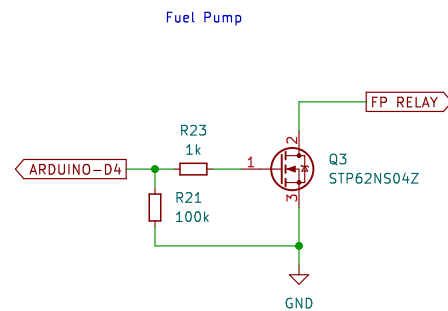 Fuel Pump
FP RELAY
R23
1k
2
1
Q3
STP62NS04Z
ARDUINO-D4
R21
100k
3
GND